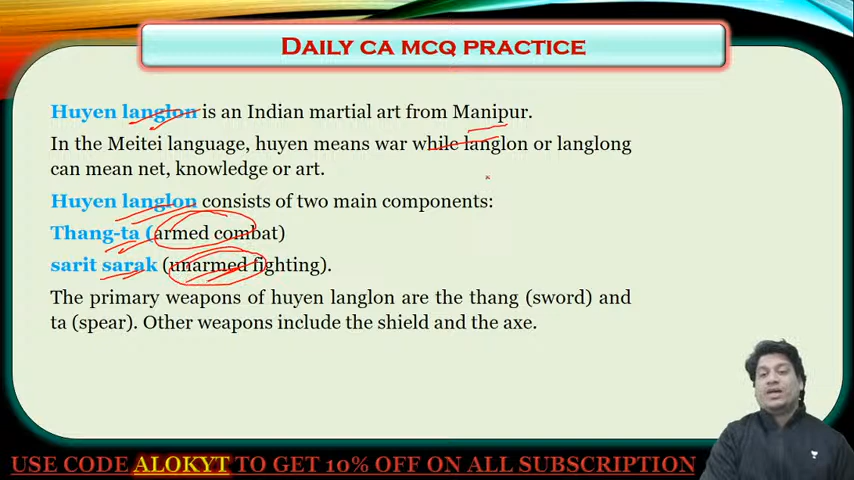 DAILY CA MCQ PRACTICE
Huyen langlon is an Indian martial art from Manipur.
In the Meitei language, huyen means war while langlon or langlong
can mean net, knowledge or art.
Huyen langlon consists of two main components:
Thang-ta (armed combat)
sarit sarak (unarmed fighting).
The primary weapons of huyen langlon are the thang (sword) and
ta (spear). Other weapons include the shield and the axe.
USE CODE ALOKYT TO GET 10% OFF ON ALL SUBSCRIPTION